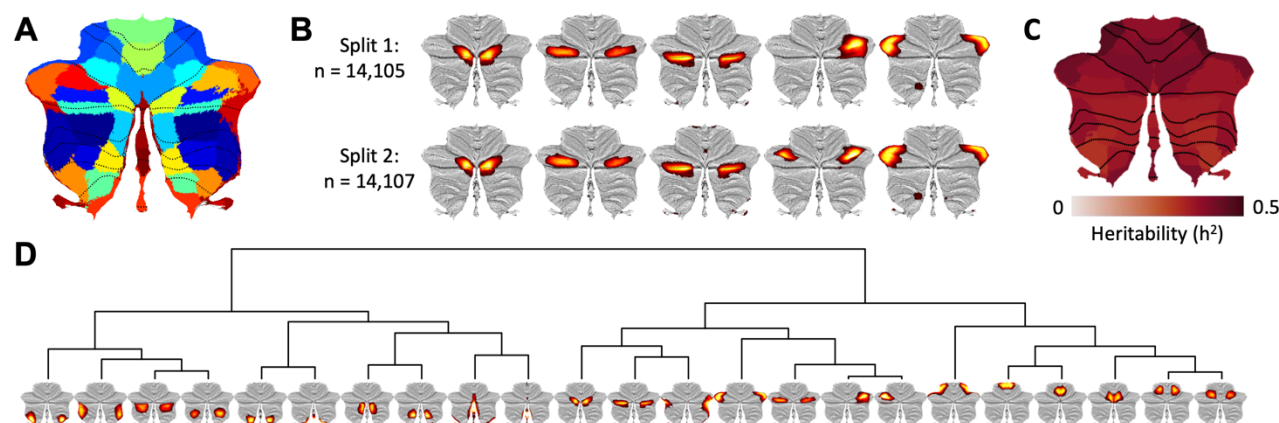 A
B
Split 1:
n = 14,105
Split 2:
n = 14,107
C
0
0.5
Heritability (h²)
D